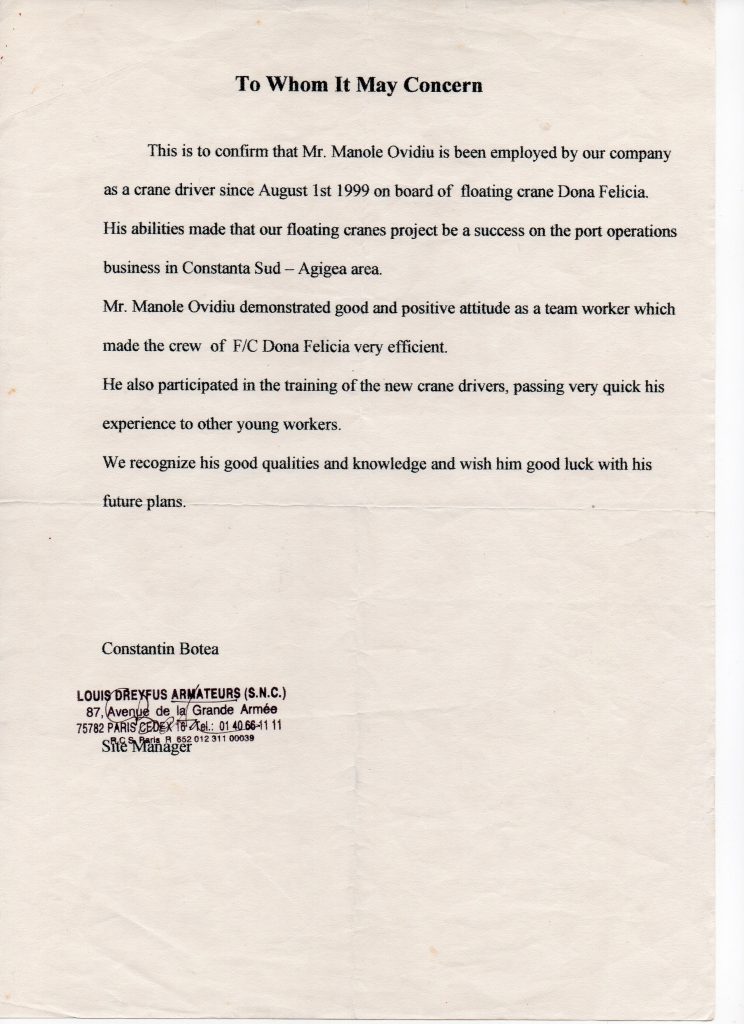 To Whom It May Concern
This is to confirm that Mr. Manole Ovidiu is been employed by our company
as a crane driver since August 1st 1999 on board of floating crane Dona Felicia.
His abilities made that our floating cranes project be a success on the port operations
business in Constanta Sud – Agigea area.
Mr. Manole Ovidiu demonstrated good and positive attitude as a team worker which
made the crew of F/C Dona Felicia very efficient.
He also participated in the training of the new crane drivers, passing very quick his
experience to other young workers.
We recognize his good qualities and knowledge and wish him good luck with his
future plans.
Constantin Botea
LOUIS DREYFUS ARMATEURS (S.N.C.)
87, Avenue de la Grande Armée
75782 PARIS CEDEX 16 - Tel.: 01 40.66-11 11
R.C.S. Paris R 652 012 311 00039
Site Manager